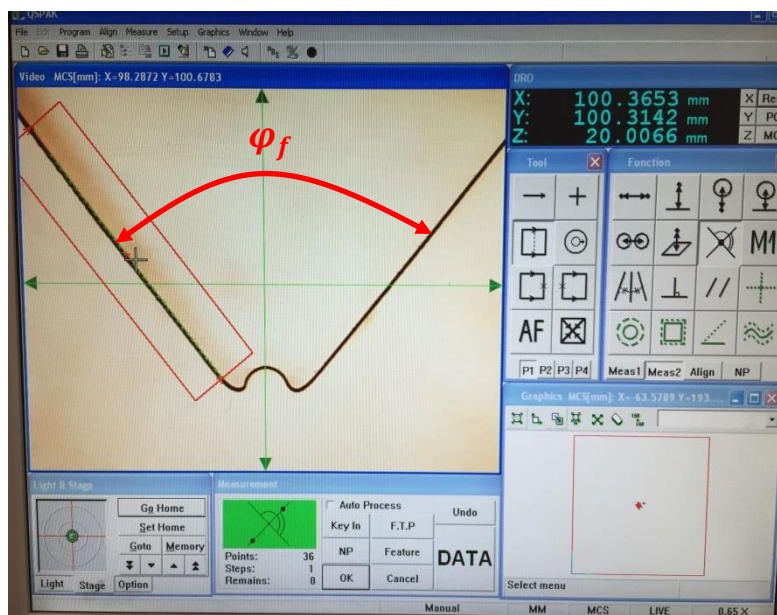 QSPAK
File Edit Program Align Measure Setup Graphics Window Help
Video MCS[mm]: X=98.2872 Y=100.6783
φf
DRO
X: 100.3653 mm X Re
Y: 100.3142 mm Y PC
Z: 20.0066 mm Z MC
Tool
AF
P1 P2 P3 P4
Function
M1
Meas1 Meas2 Align NP
Graphics MCS[mm]: X=-63.5789 Y=193....
Select menu
Light & Stage
Go Home
Set Home
Goto Memory
Light Stage Option
Measurement
Points: 36
Steps: 1
Remains: 0
Auto Process
Key In F.T.P
NP Feature
OK Cancel
Undo
DATA
Manual MM MCS LIVE 0.65 X